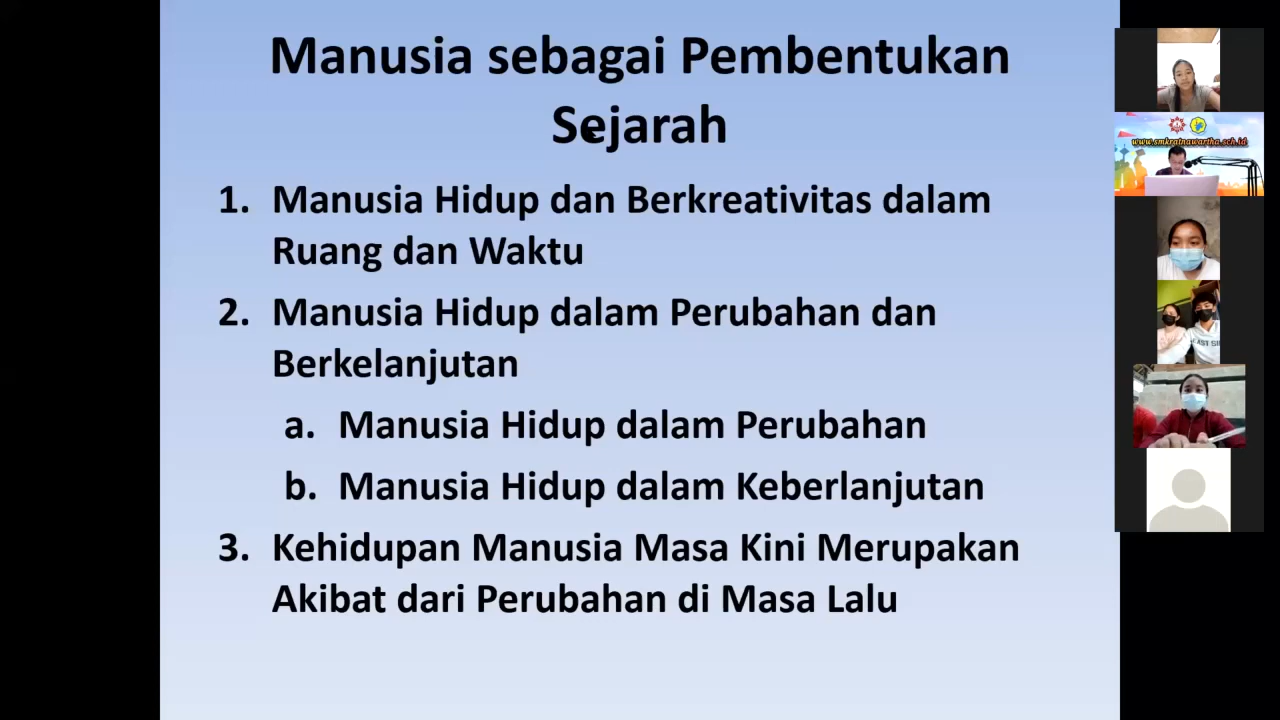 Manusia sebagai Pembentukan
Sejarah
1. Manusia Hidup dan Berkreativitas dalam
Ruang dan Waktu
2. Manusia Hidup dalam Perubahan dan
Berkelanjutan
a. Manusia Hidup dalam Perubahan
b. Manusia Hidup dalam Keberlanjutan
3. Kehidupan Manusia Masa Kini Merupakan
Akibat dari Perubahan di Masa Lalu
www.smkratnawartha.sch.id